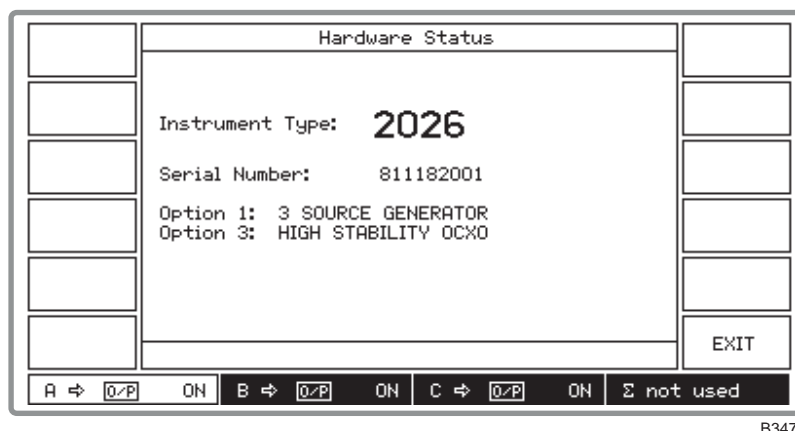 Hardware Status
Instrument Type: 2026
Serial Number: 811182001
Option 1: 3 SOURCE GENERATOR
Option 3: HIGH STABILITY OCXO
EXIT
A ⇨ O/P ON B ⇨ O/P ON C ⇨ O/P ON Σ not used
B3476